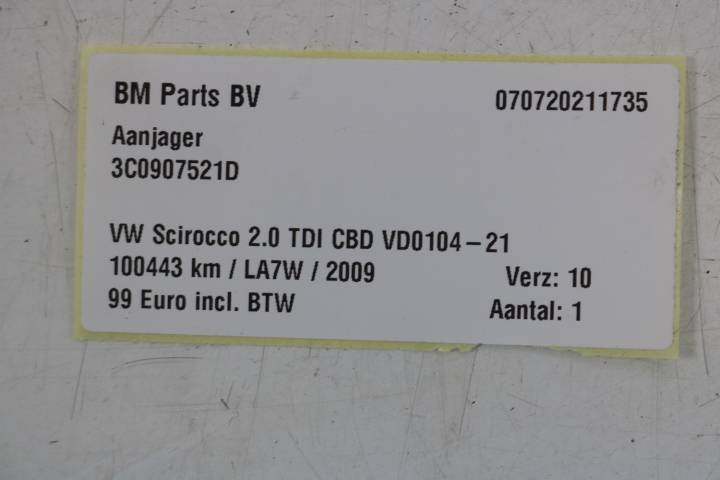 BM Parts BV 070720211735
Aanjager
3C0907521D
VW Scirocco 2.0 TDI CBD VD0104-21
100443 km / LA7W / 2009 Verz: 10
99 Euro incl. BTW Aantal: 1